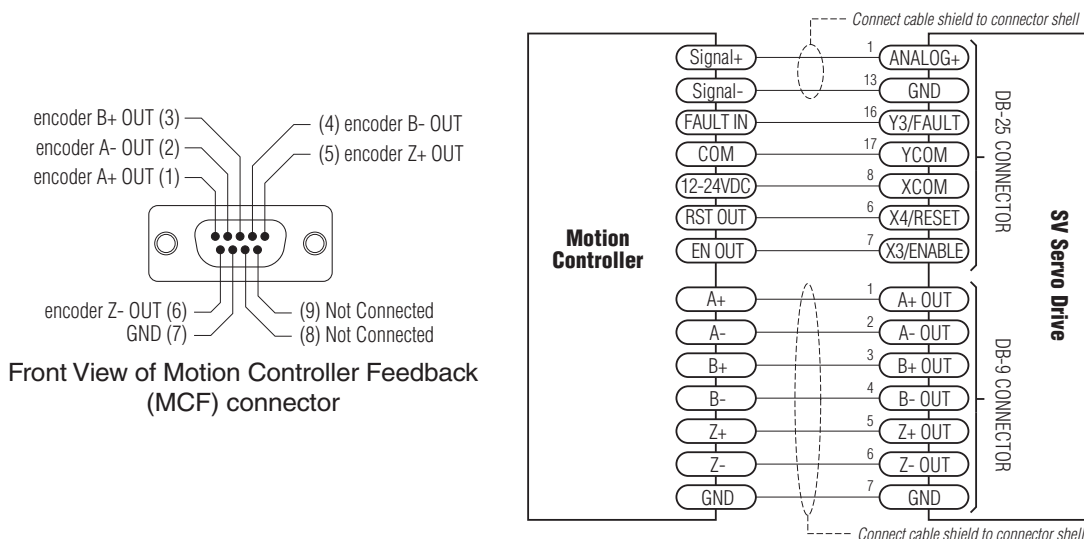 encoder B+ OUT (3)
encoder A- OUT (2)
encoder A+ OUT (1)
(4) encoder B- OUT
(5) encoder Z+ OUT
encoder Z- OUT (6)
GND (7)
(9) Not Connected
(8) Not Connected
Front View of Motion Controller Feedback
(MCF) connector
Connect cable shield to connector shell
Motion
Controller
Signal+ 1 ANALOG+
Signal- 13 GND
FAULT IN 16 Y3/FAULT
COM 17 YCOM
12-24VDC 8 XCOM
RST OUT 6 X4/RESET
EN OUT 7 X3/ENABLE
DB-25 CONNECTOR
A+ 1 A+ OUT
A- 2 A- OUT
B+ 3 B+ OUT
B- 4 B- OUT
Z+ 5 Z+ OUT
Z- 6 Z- OUT
GND 7 GND
DB-9 CONNECTOR
SV Servo Drive
Connect cable shield to connector shell